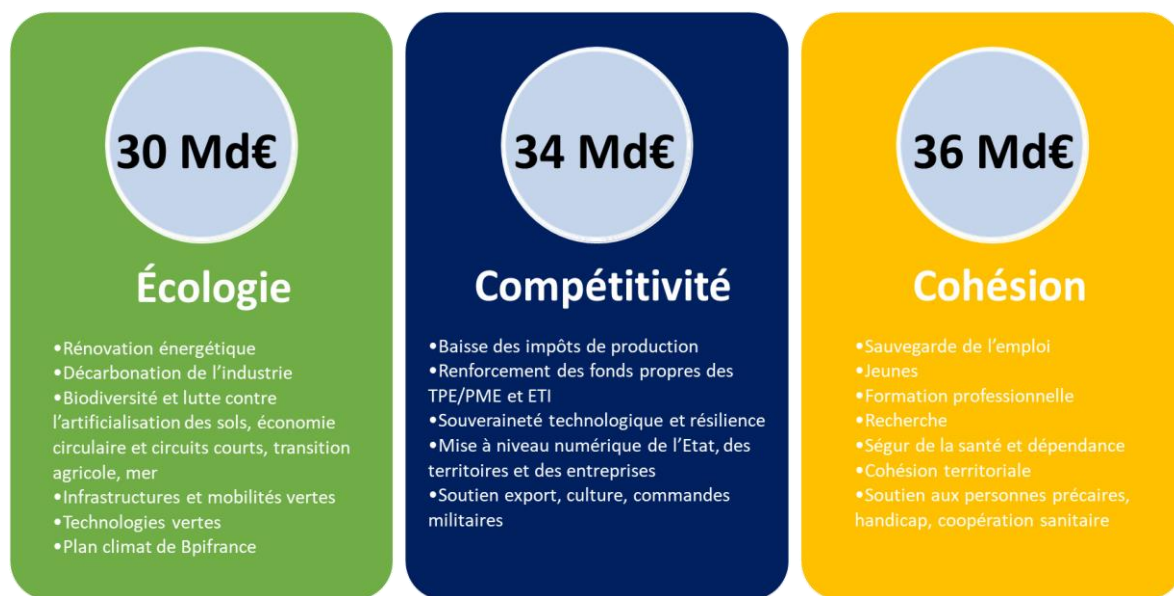 30 Md€
Écologie
•Rénovation énergétique
•Décarbonation de l'industrie
•Biodiversité et lutte contre
l'artificialisation des sols, économie
circulaire et circuits courts, transition
agricole, mer
•Infrastructures et mobilités vertes
•Technologies vertes
•Plan climat de Bpifrance
34 Md€
Compétitivité
•Baisse des impôts de production
•Renforcement des fonds propres des
TPE/PME et ETI
•Souveraineté technologique et résilience
•Mise à niveau numérique de l'Etat, des
territoires et des entreprises
•Soutien export, culture, commandes
militaires
36 Md€
Cohésion
•Sauvegarde de l'emploi
•Jeunes
•Formation professionnelle
•Recherche
•Ségur de la santé et dépendance
•Cohésion territoriale
•Soutien aux personnes précaires,
handicap, coopération sanitaire